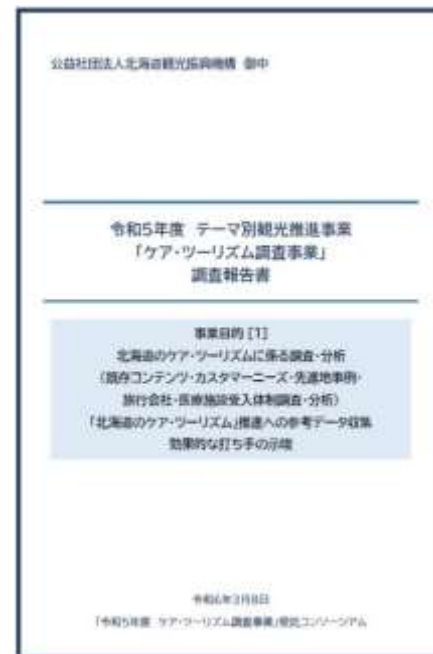 公益社団法人北海道観光振興機構 御中
令和5年度 テーマ別観光推進事業
「ケア・ツーリズム調査事業」
調査報告書
事業目的 [1]
北海道のケア・ツーリズムに係る調査・分析
(既存コンテンツ・カスタマーニーズ・先進地事例・
旅行会社・医療施設受入体制調査・分析)
「北海道のケア・ツーリズム」推進への参考データ収集
効果的な打ち手の示唆
令和6年3月8日
「令和5年度 ケア・ツーリズム調査事業」受託コンソーシアム